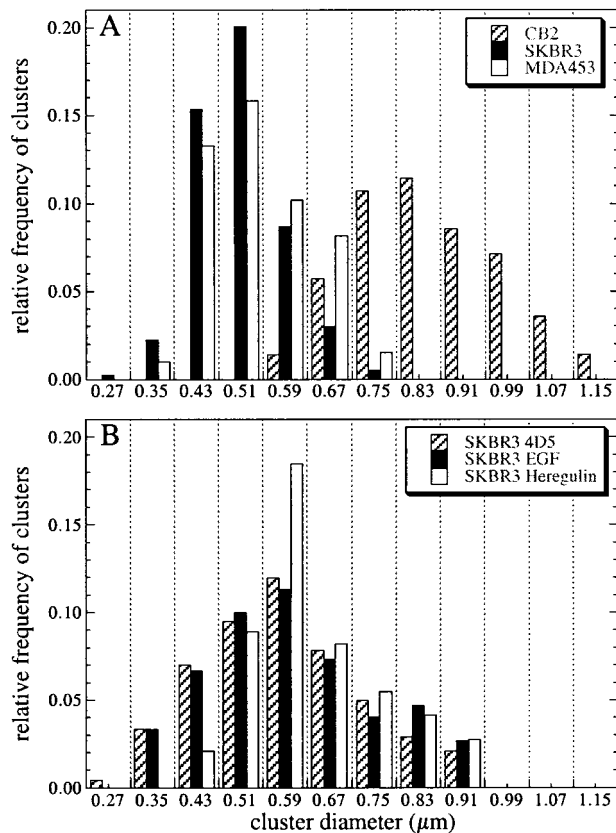 A
CB2
SKBR3
MDA453
relative frequency of clusters
0.20
0.15
0.10
0.05
0.00
0.27 0.35 0.43 0.51 0.59 0.67 0.75 0.83 0.91 0.99 1.07 1.15
B
SKBR3 4D5
SKBR3 EGF
SKBR3 Heregulin
relative frequency of clusters
0.20
0.15
0.10
0.05
0.00
0.27 0.35 0.43 0.51 0.59 0.67 0.75 0.83 0.91 0.99 1.07 1.15
cluster diameter (μm)